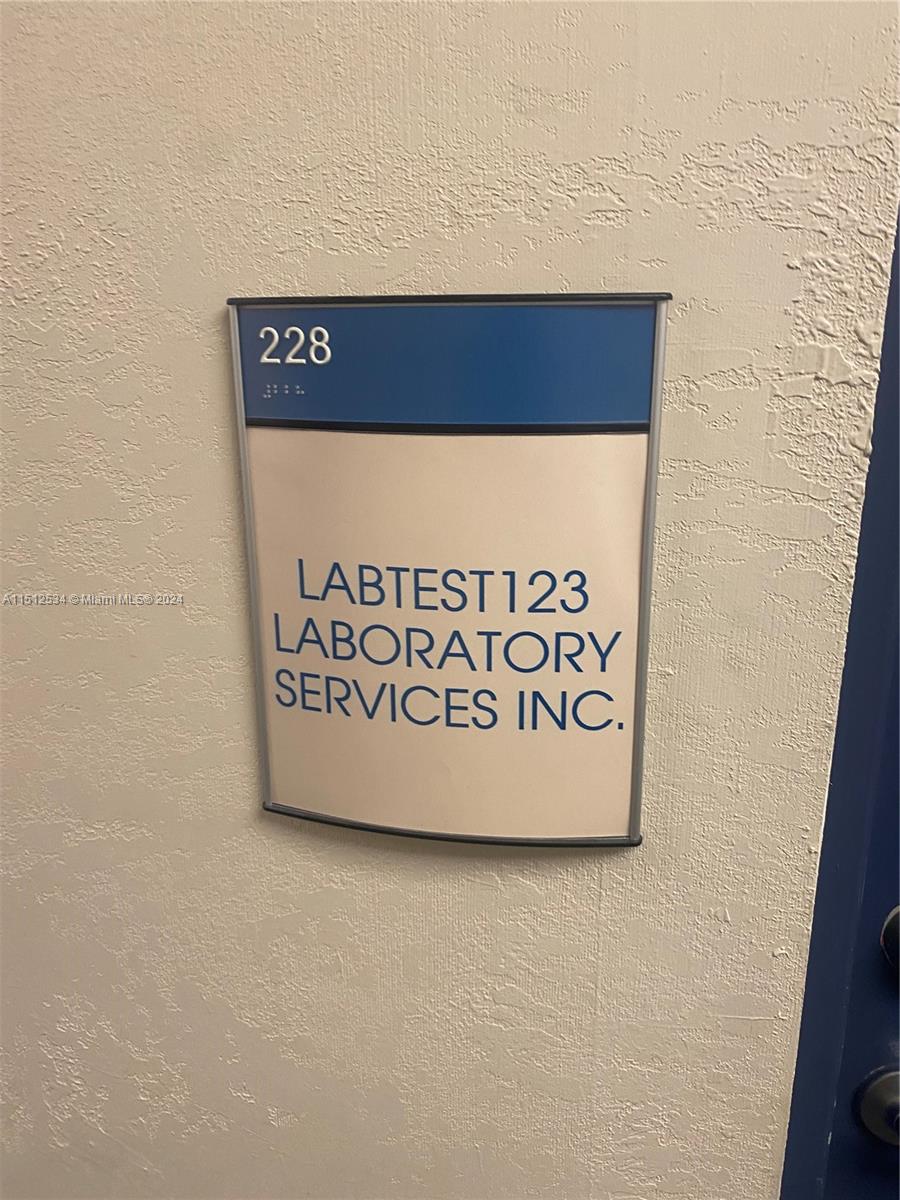 228
LABTEST123
LABORATORY
SERVICES INC.
A11512534 © Miami MLS® 2024